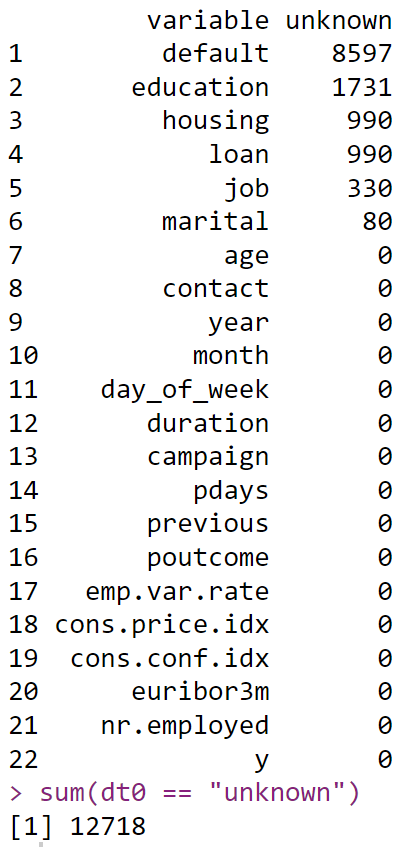 variable unknown
1 default 8597
2 education 1731
3 housing 990
4 loan 990
5 job 330
6 marital 80
7 age 0
8 contact 0
9 year 0
10 month 0
11 day_of_week 0
12 duration 0
13 campaign 0
14 pdays 0
15 previous 0
16 poutcome 0
17 emp.var.rate 0
18 cons.price.idx 0
19 cons.conf.idx 0
20 euribor3m 0
21 nr.employed 0
22 y 0
> sum(dt0 == "unknown")
[1] 12718